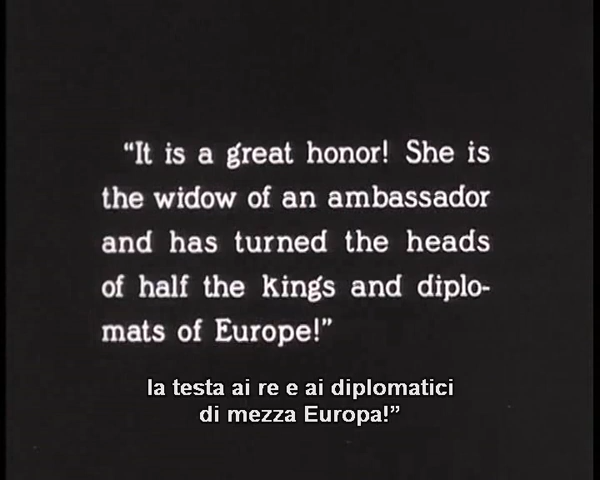 “It is a great honor! She is
the widow of an ambassador
and has turned the heads
of half the kings and diplo-
mats of Europe!”
la testa ai re e ai diplomatici
di mezza Europa!”